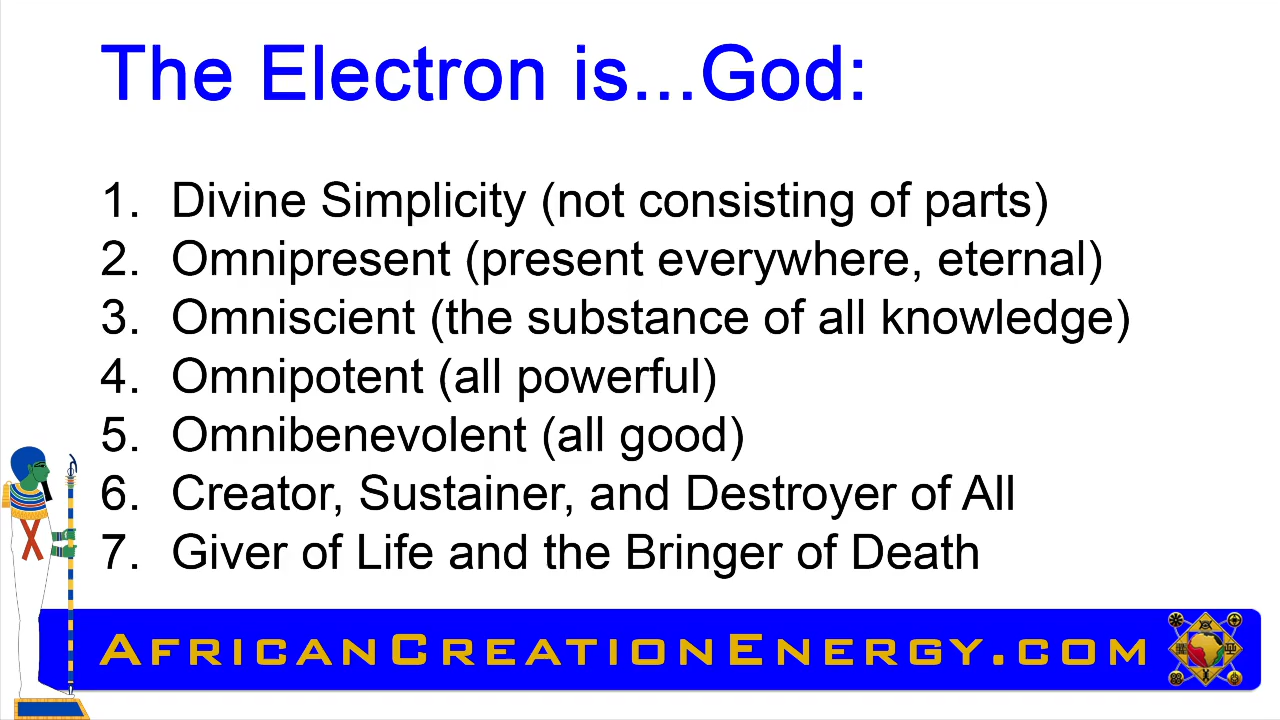 The Electron is...God:
1. Divine Simplicity (not consisting of parts)
2. Omnipresent (present everywhere, eternal)
3. Omniscient (the substance of all knowledge)
4. Omnipotent (all powerful)
5. Omnibenevolent (all good)
6. Creator, Sustainer, and Destroyer of All
7. Giver of Life and the Bringer of Death
AFRICANCREATIONENERGY.COM